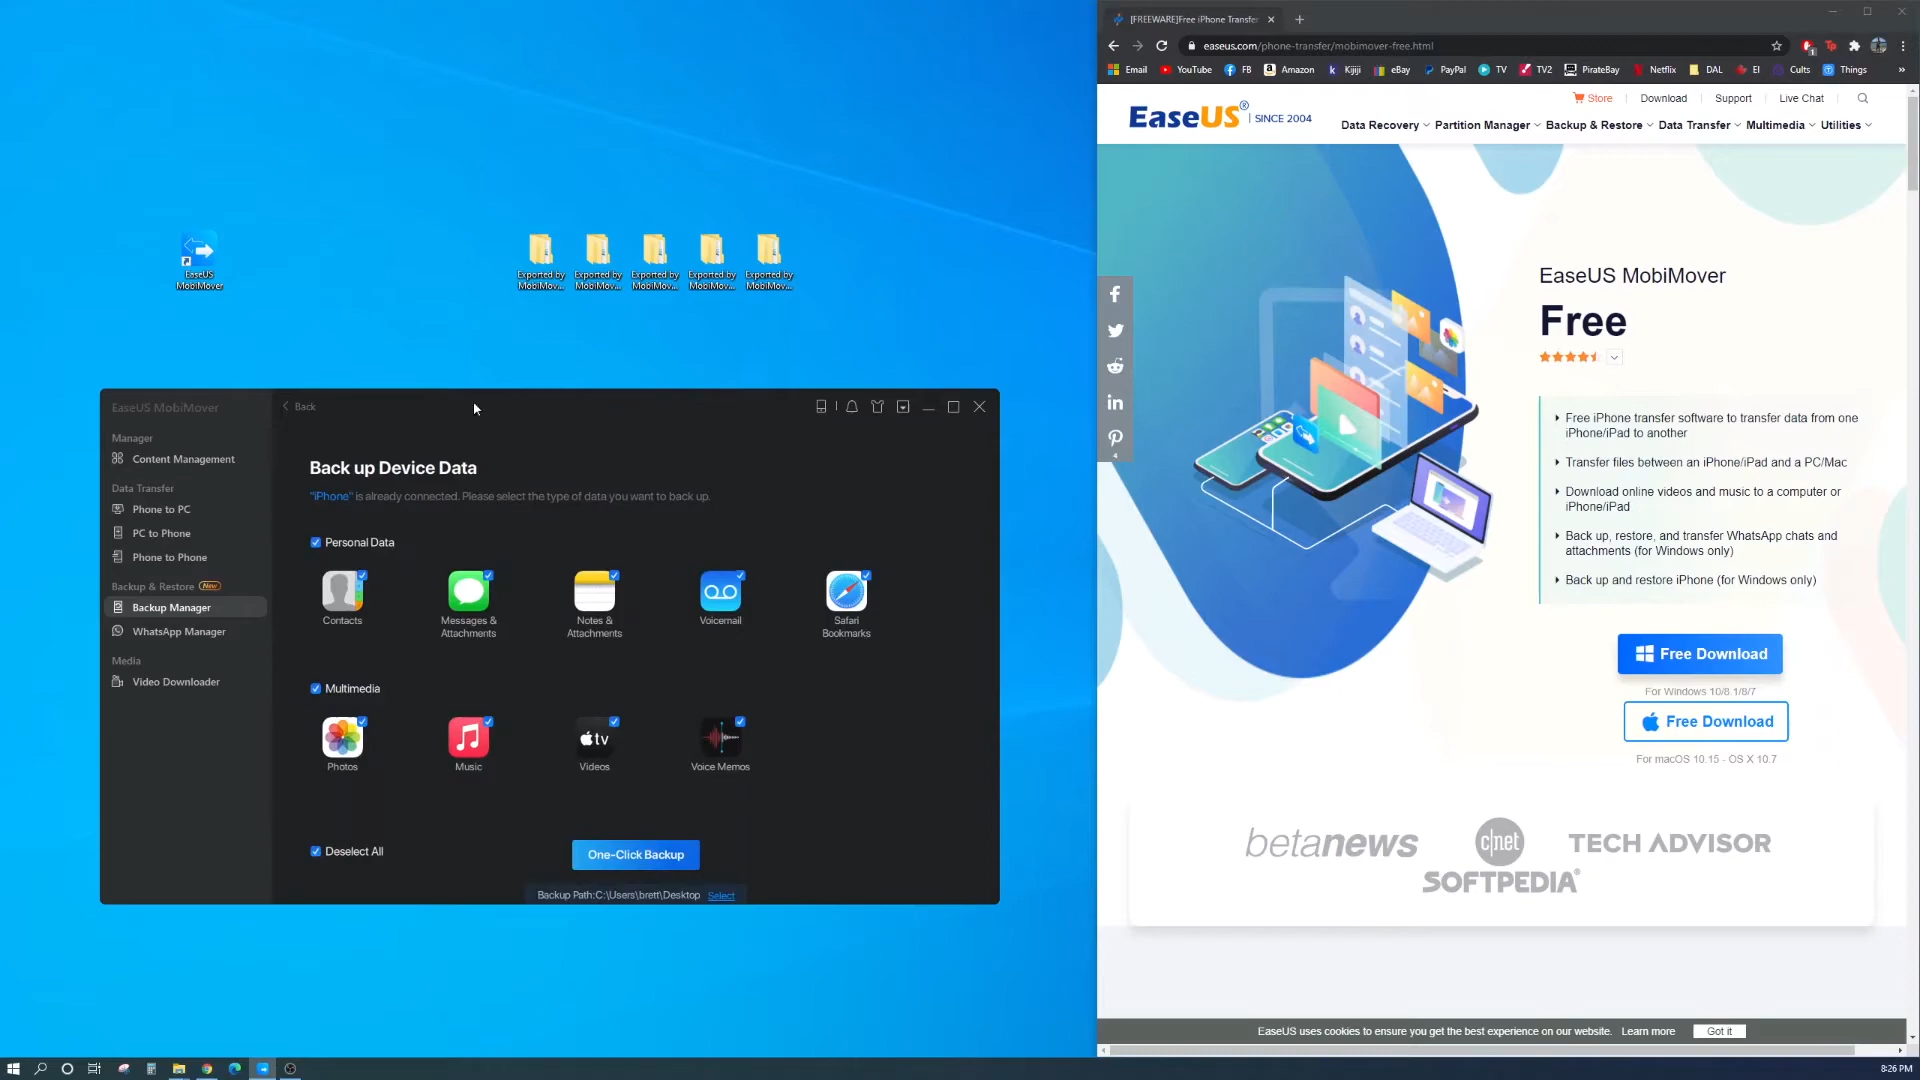 EaseUS
MobiMover
Exported by
MobiMov...
Exported by
MobiMov...
Exported by
MobiMov...
Exported by
MobiMov...
Exported by
MobiMov...
EaseUS MobiMover
Back
Manager
Content Management
Data Transfer
Phone to PC
PC to Phone
Phone to Phone
Backup & Restore New
Backup Manager
WhatsApp Manager
Media
Video Downloader
Back up Device Data
"iPhone" is already connected. Please select the type of data you want to back up.
Personal Data
Contacts
Messages &
Attachments
Notes &
Attachments
Voicemail
Safari
Bookmarks
Multimedia
Photos
Music
tv
Videos
Voice Memos
Deselect All
One-Click Backup
Backup Path:C:\Users\brett\Desktop Select
[FREEWARE]Free iPhone Transfer
easeus.com/phone-transfer/mobimover-free.html
Email YouTube FB Amazon Kijiji eBay PayPal TV TV2 PirateBay Netflix DAL EI Cults Things »
Store Download Support Live Chat
EaseUS® | SINCE 2004
Data Recovery Partition Manager Backup & Restore Data Transfer Multimedia Utilities
4
EaseUS MobiMover
Free
Free iPhone transfer software to transfer data from one
iPhone/iPad to another
Transfer files between an iPhone/iPad and a PC/Mac
Download online videos and music to a computer or
iPhone/iPad
Back up, restore, and transfer WhatsApp chats and
attachments (for Windows only)
Back up and restore iPhone (for Windows only)
Free Download
For Windows 10/8.1/8/7
Free Download
For macOS 10.15 - OS X 10.7
betanews c|net TECH ADVISOR
SOFTPEDIA®
EaseUS uses cookies to ensure you get the best experience on our website. Learn more Got it
8:26 PM